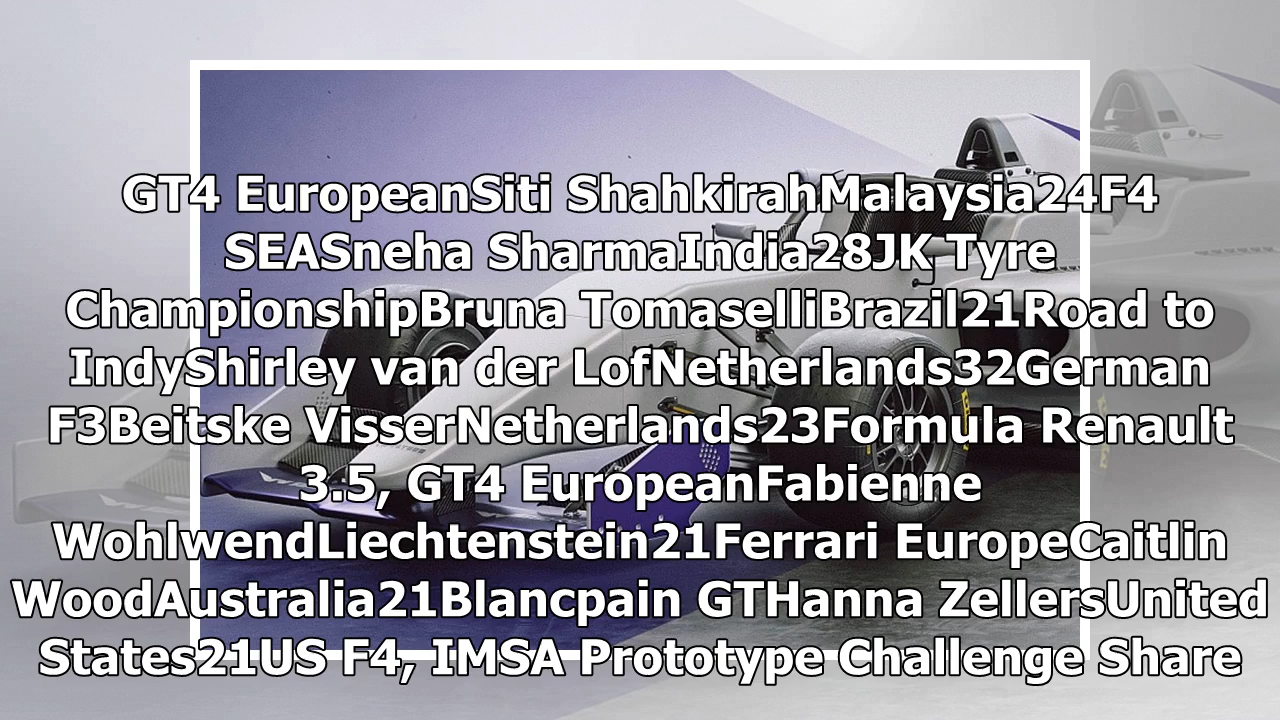 GT4 EuropeanSiti ShahkirahMalaysia24F4
SEASneha SharmaIndia28JK Tyre
ChampionshipBruna TomaselliBrazil21Road to
IndyShirley van der LofNetherlands32German
F3Beitske VisserNetherlands23Formula Renault
3.5, GT4 EuropeanFabienne
WohlwendLiechtenstein21Ferrari EuropeCaitlin
WoodAustralia21Blancpain GTHanna ZellersUnited
States21US F4, IMSA Prototype Challenge Share